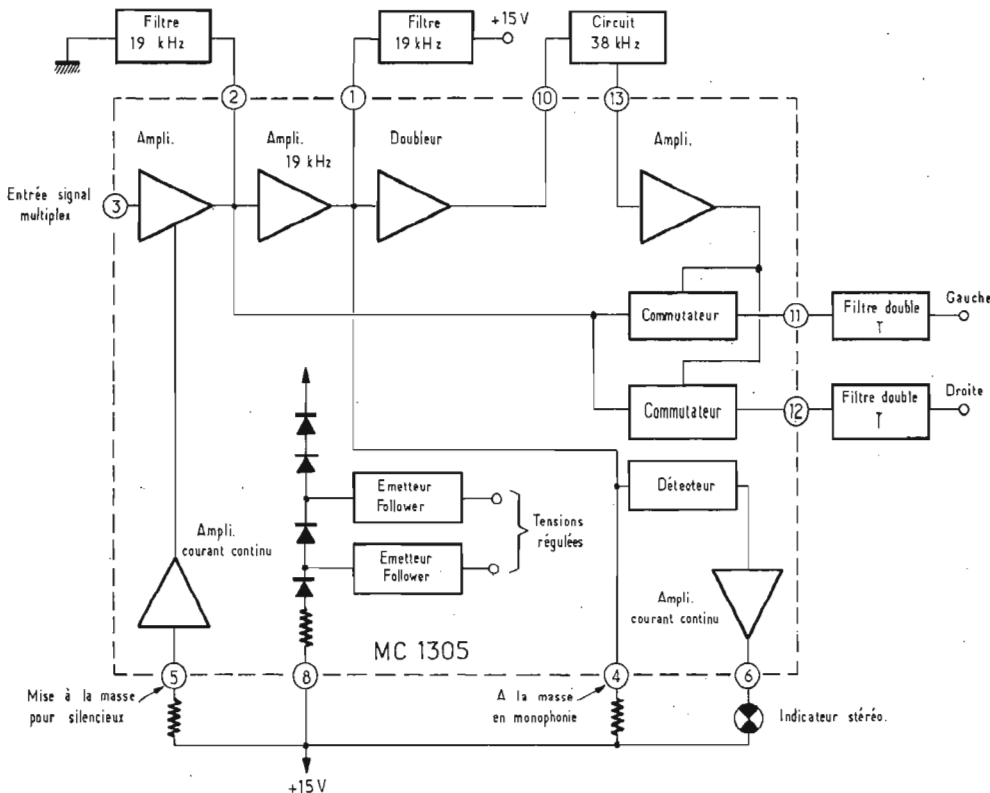 Filtre
19 kHz
Filtre
19 kHz
+15 V
Circuit
38 kHz
2
1
10
13
Ampli.
Ampli.
19 kHz
Doubleur
Ampli.
Entrée signal
multiplex
3
Commutateur
11
Filtre double
T
Gauche
Commutateur
12
Filtre double
T
Droite
Emetteur
Follower
Emetteur
Follower
Tensions
régulées
Détecteur
Ampli.
courant continu
Ampli.
courant continu
MC 1305
5
8
4
6
Mise à la masse
pour silencieux
A la masse
en monophonie
Indicateur stéréo.
+15 V